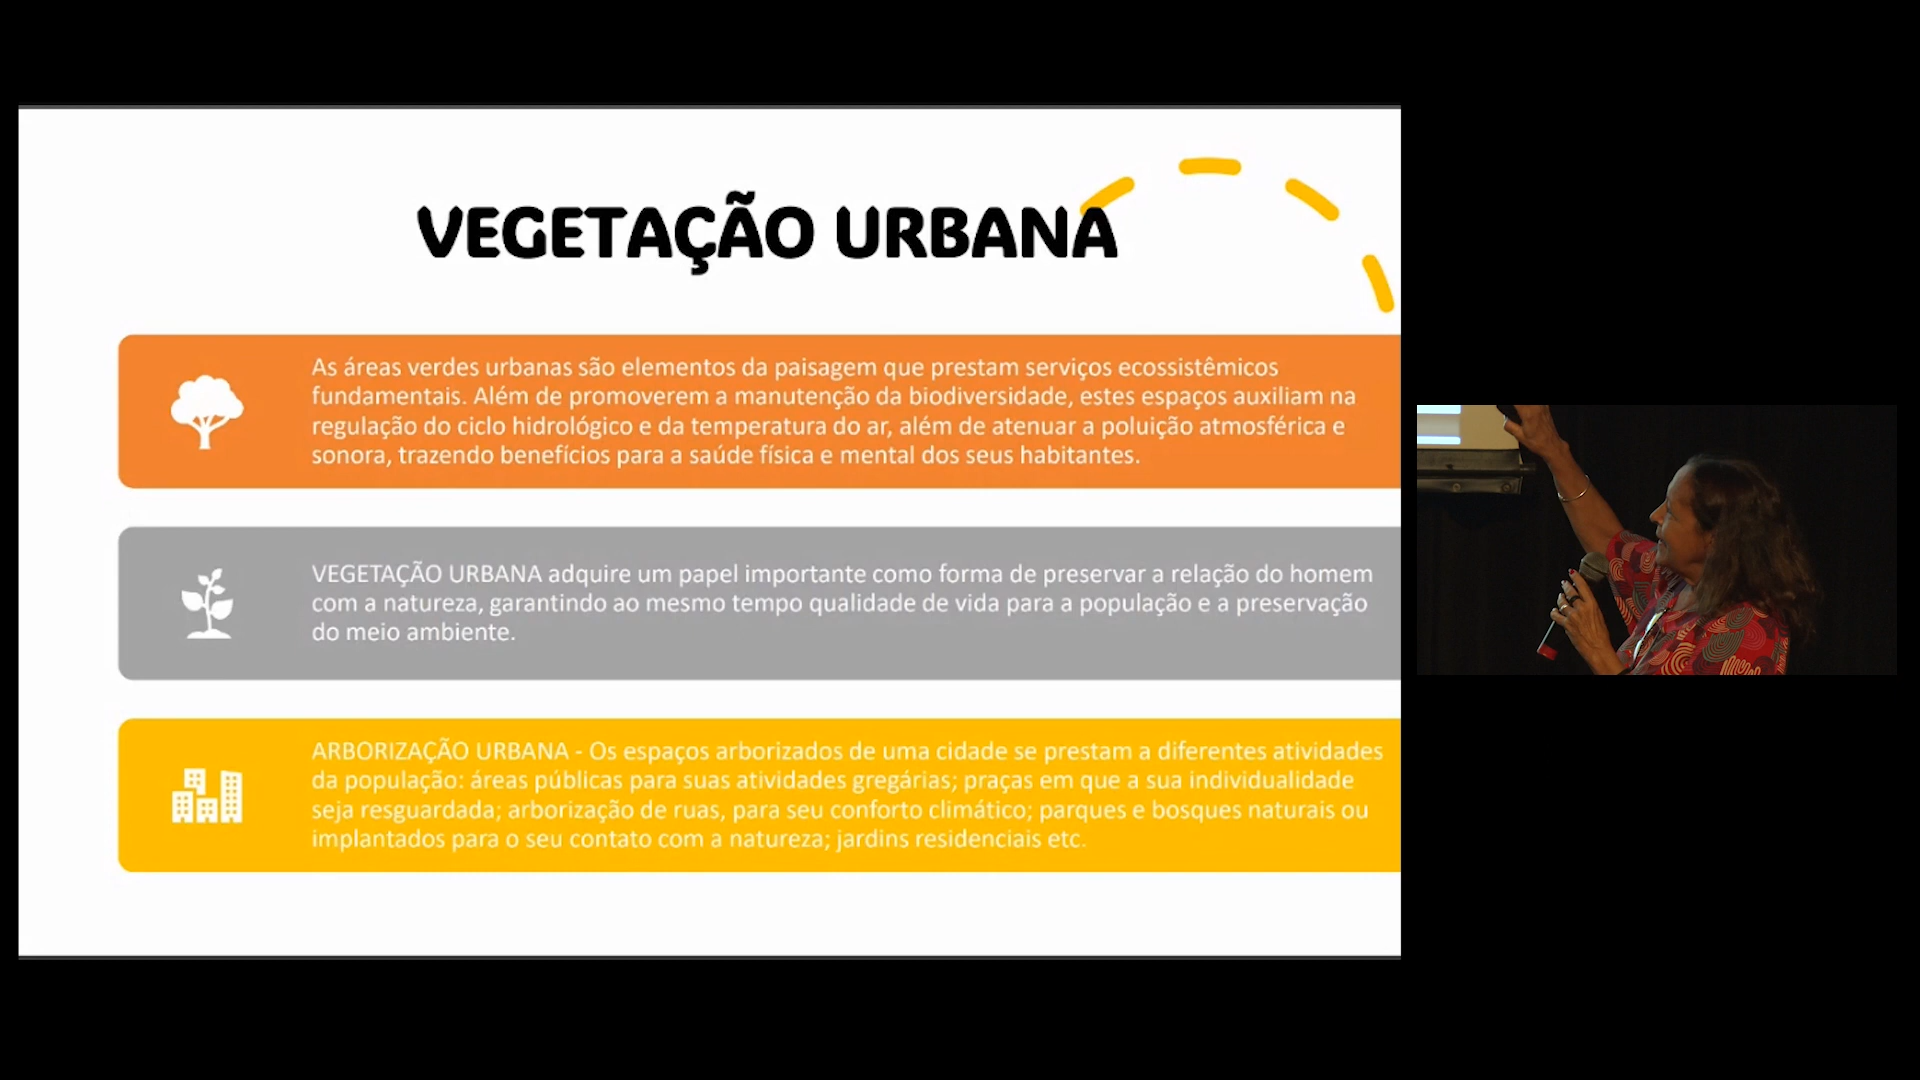 VEGETAÇÃO URBANA
As áreas verdes urbanas são elementos da paisagem que prestam serviços ecossistêmicos
fundamentais. Além de promoverem a manutenção da biodiversidade, estes espaços auxiliam na
regulação do ciclo hidrológico e da temperatura do ar, além de atenuar a poluição atmosférica e
sonora, trazendo benefícios para a saúde física e mental dos seus habitantes.
VEGETAÇÃO URBANA adquire um papel importante como forma de preservar a relação do homem
com a natureza, garantindo ao mesmo tempo qualidade de vida para a população e a preservação
do meio ambiente.
ARBORIZAÇÃO URBANA - Os espaços arborizados de uma cidade se prestam a diferentes atividades
da população: áreas públicas para suas atividades gregárias; praças em que a sua individualidade
seja resguardada; arborização de ruas, para seu conforto climático; parques e bosques naturais ou
implantados para o seu contato com a natureza; jardins residenciais etc.